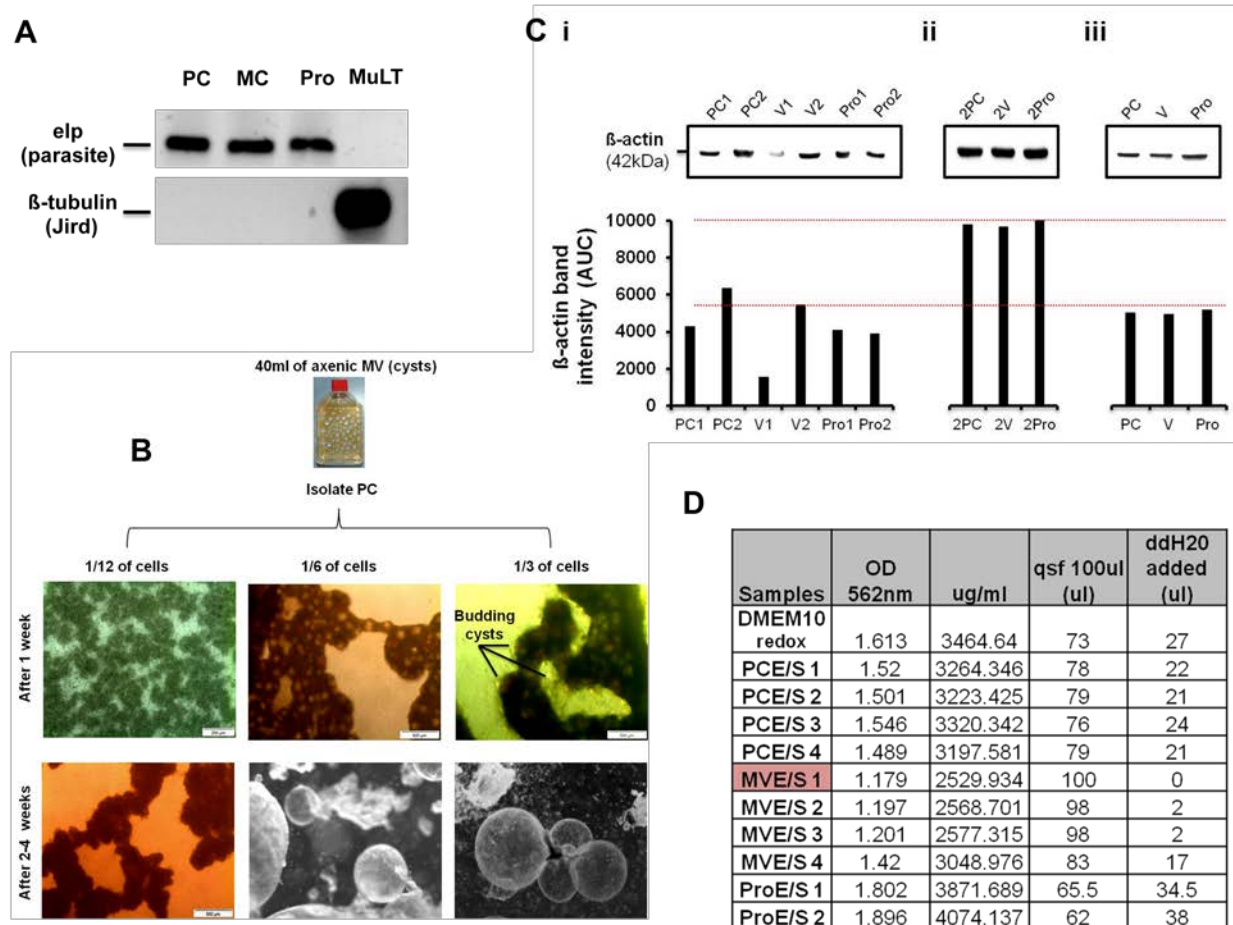 A
PC MC Pro MuLT
elp
(parasite)
ß-tubulin
(Jird)
C i ii iii
PC1 PC2 V1 V2 Pro1 Pro2
2PC 2V 2Pro
PC V Pro
ß-actin
(42kDa)
ß-actin band
intensity (AUC)
10000
8000
6000
4000
2000
0
PC1 PC2 V1 V2 Pro1 Pro2
2PC 2V 2Pro
PC V Pro
40ml of axenic MV (cysts)
B
Isolate PC
1/12 of cells 1/6 of cells 1/3 of cells
After 1 week
Budding
cysts
After 2-4 weeks
D
Samples OD 562nm ug/ml qsf 100ul (ul) ddH20 added (ul)
DMEM10 redox 1.613 3464.64 73 27
PCE/S 1 1.52 3264.346 78 22
PCE/S 2 1.501 3223.425 79 21
PCE/S 3 1.546 3320.342 76 24
PCE/S 4 1.489 3197.581 79 21
MVE/S 1 1.179 2529.934 100 0
MVE/S 2 1.197 2568.701 98 2
MVE/S 3 1.201 2577.315 98 2
MVE/S 4 1.42 3048.976 83 17
ProE/S 1 1.802 3871.689 65.5 34.5
ProE/S 2 1.896 4074.137 62 38